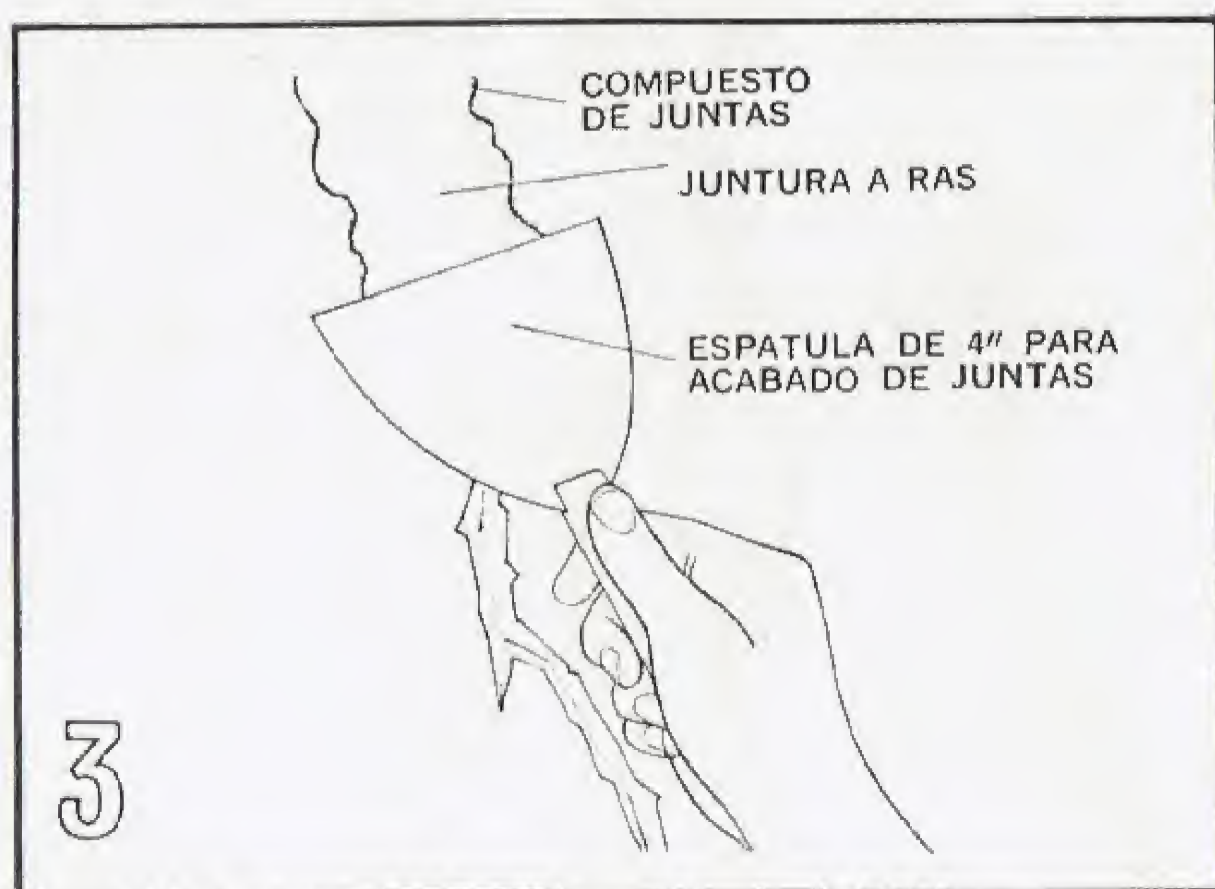 COMPUESTO
DE JUNTAS
JUNTURA A RAS
ESPATULA DE 4" PARA
ACABADO DE JUNTAS
3